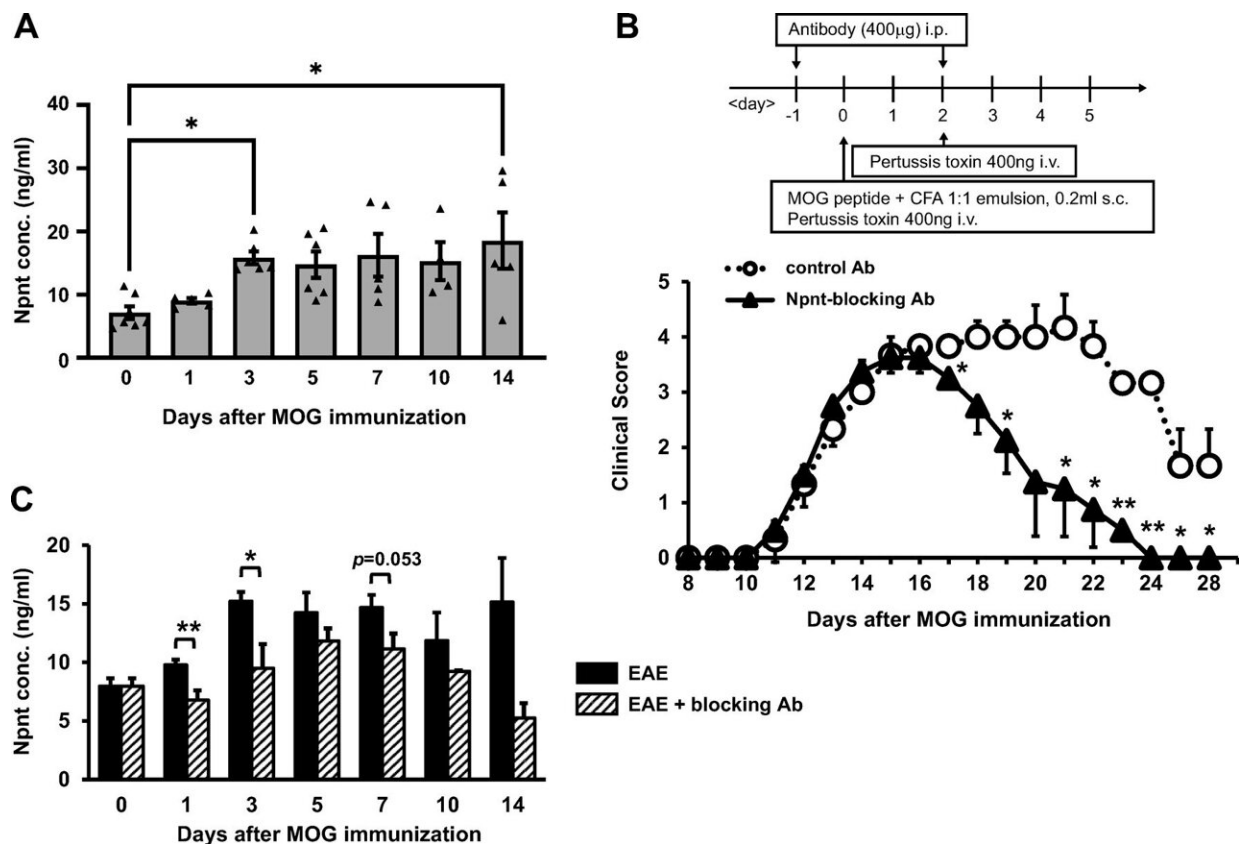 A
*
*
Npnt conc. (ng/ml)
40
30
20
10
0
0 1 3 5 7 10 14
Days after MOG immunization
B
Antibody (400μg) i.p.
<day>
-1 0 1 2 3 4 5
Pertussis toxin 400ng i.v.
MOG peptide + CFA 1:1 emulsion, 0.2ml s.c.
Pertussis toxin 400ng i.v.
control Ab
Npnt-blocking Ab
Clinical Score
5
4
3
2
1
0
* * * * ** ** * *
8 10 12 14 16 18 20 22 24 28
Days after MOG immunization
C
Npnt conc. (ng/ml)
20
15
10
5
0
**
*
p=0.053
0 1 3 5 7 10 14
Days after MOG immunization
EAE
EAE + blocking Ab